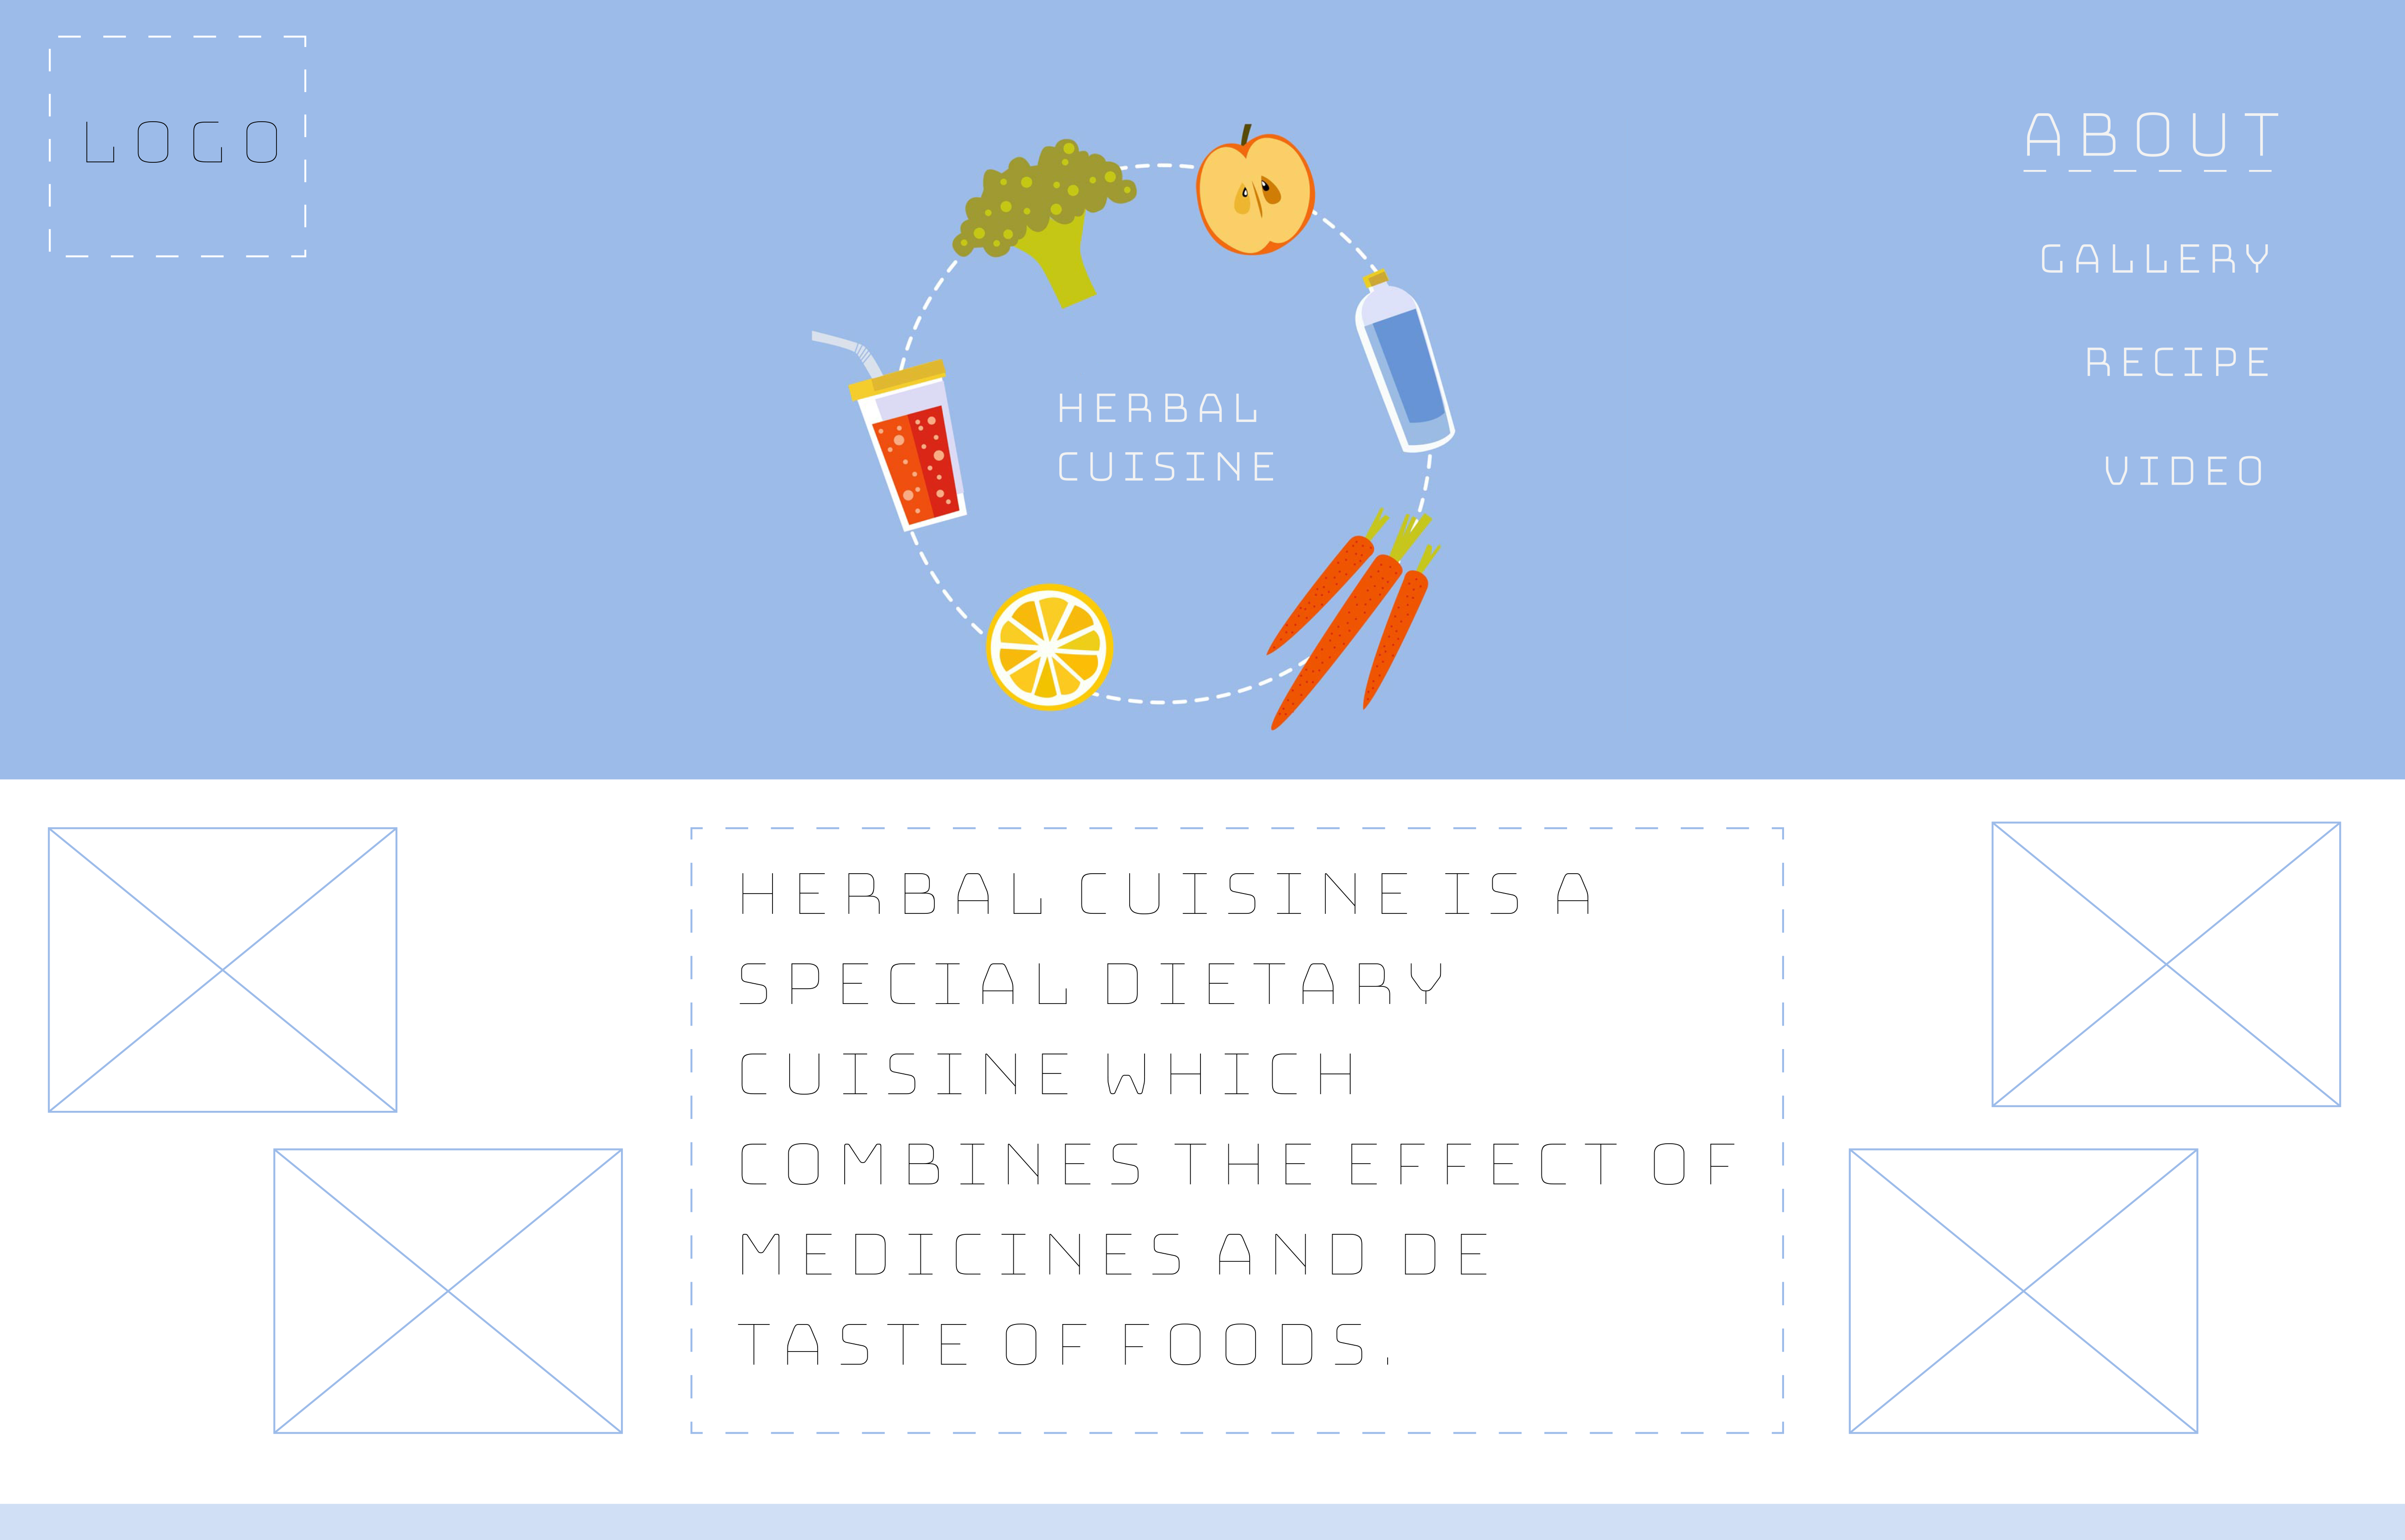 LOGO
ABOUT
GALLERY
RECIPE
VIDEO
HERBAL
CUISINE
HERBAL CUISINE IS A
SPECIAL DIETARY
CUISINE WHICH
COMBINES THE EFFECT OF
MEDICINES AND DE
TASTE OF FOODS.